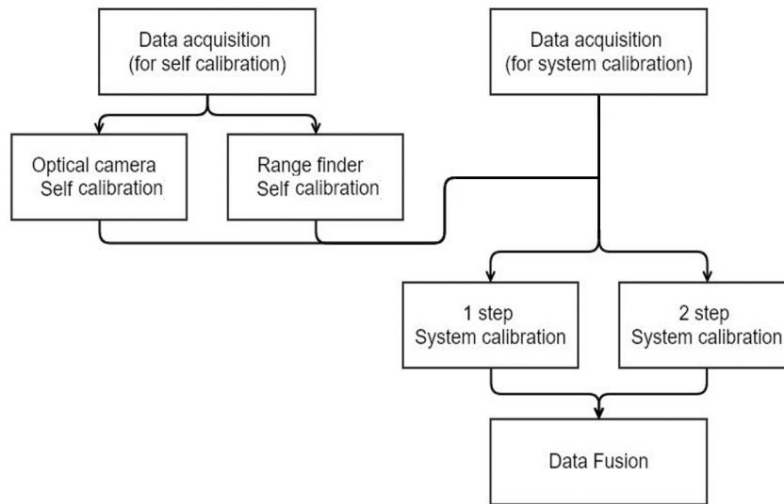 Data acquisition
(for self calibration)
Data acquisition
(for system calibration)
Optical camera
Self calibration
Range finder
Self calibration
1 step
System calibration
2 step
System calibration
Data Fusion